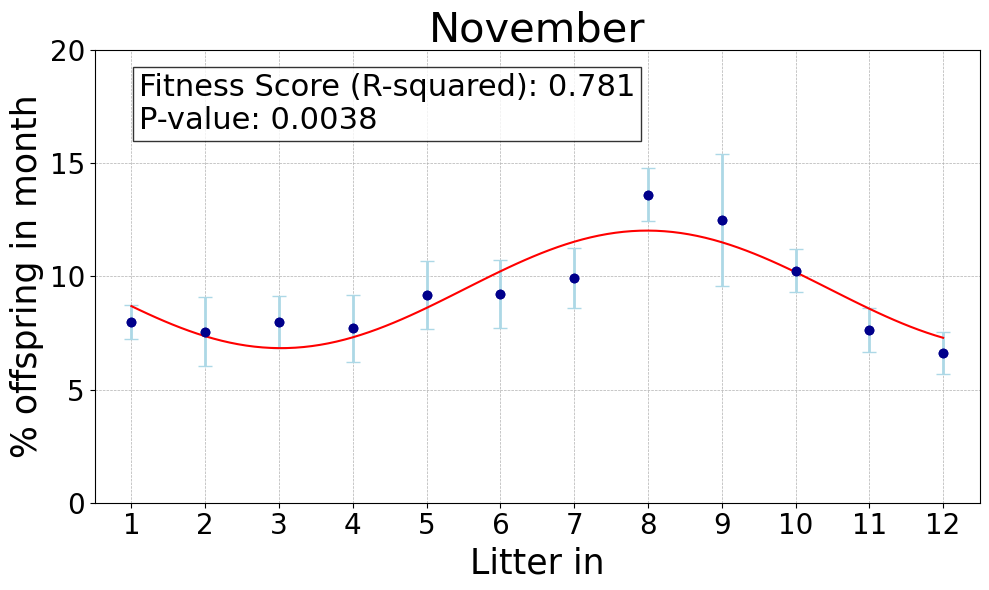 November
Fitness Score (R-squared): 0.781
P-value: 0.0038
% offspring in month
20
15
10
5
0
1 2 3 4 5 6 7 8 9 10 11 12
Litter in